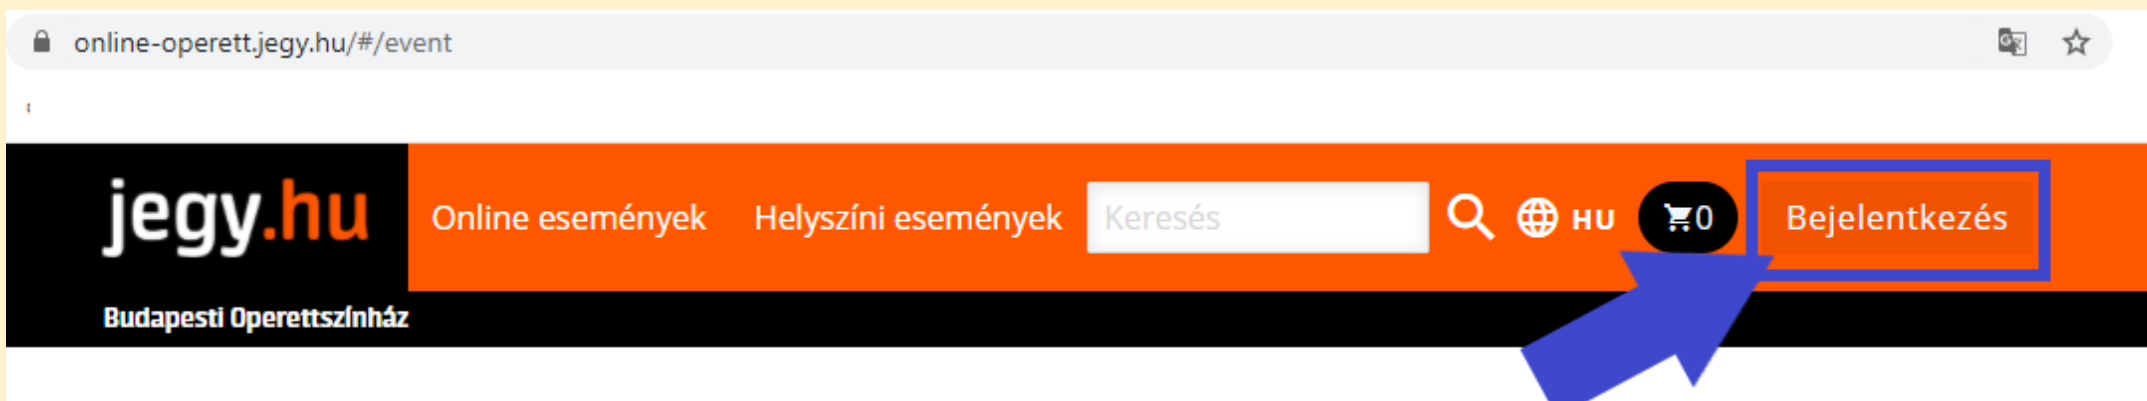 online-operett.jegy.hu/#/event
jegy.hu Online események Helyszíni események Keresés HU 0 Bejelentkezés
Budapesti Operettszínház